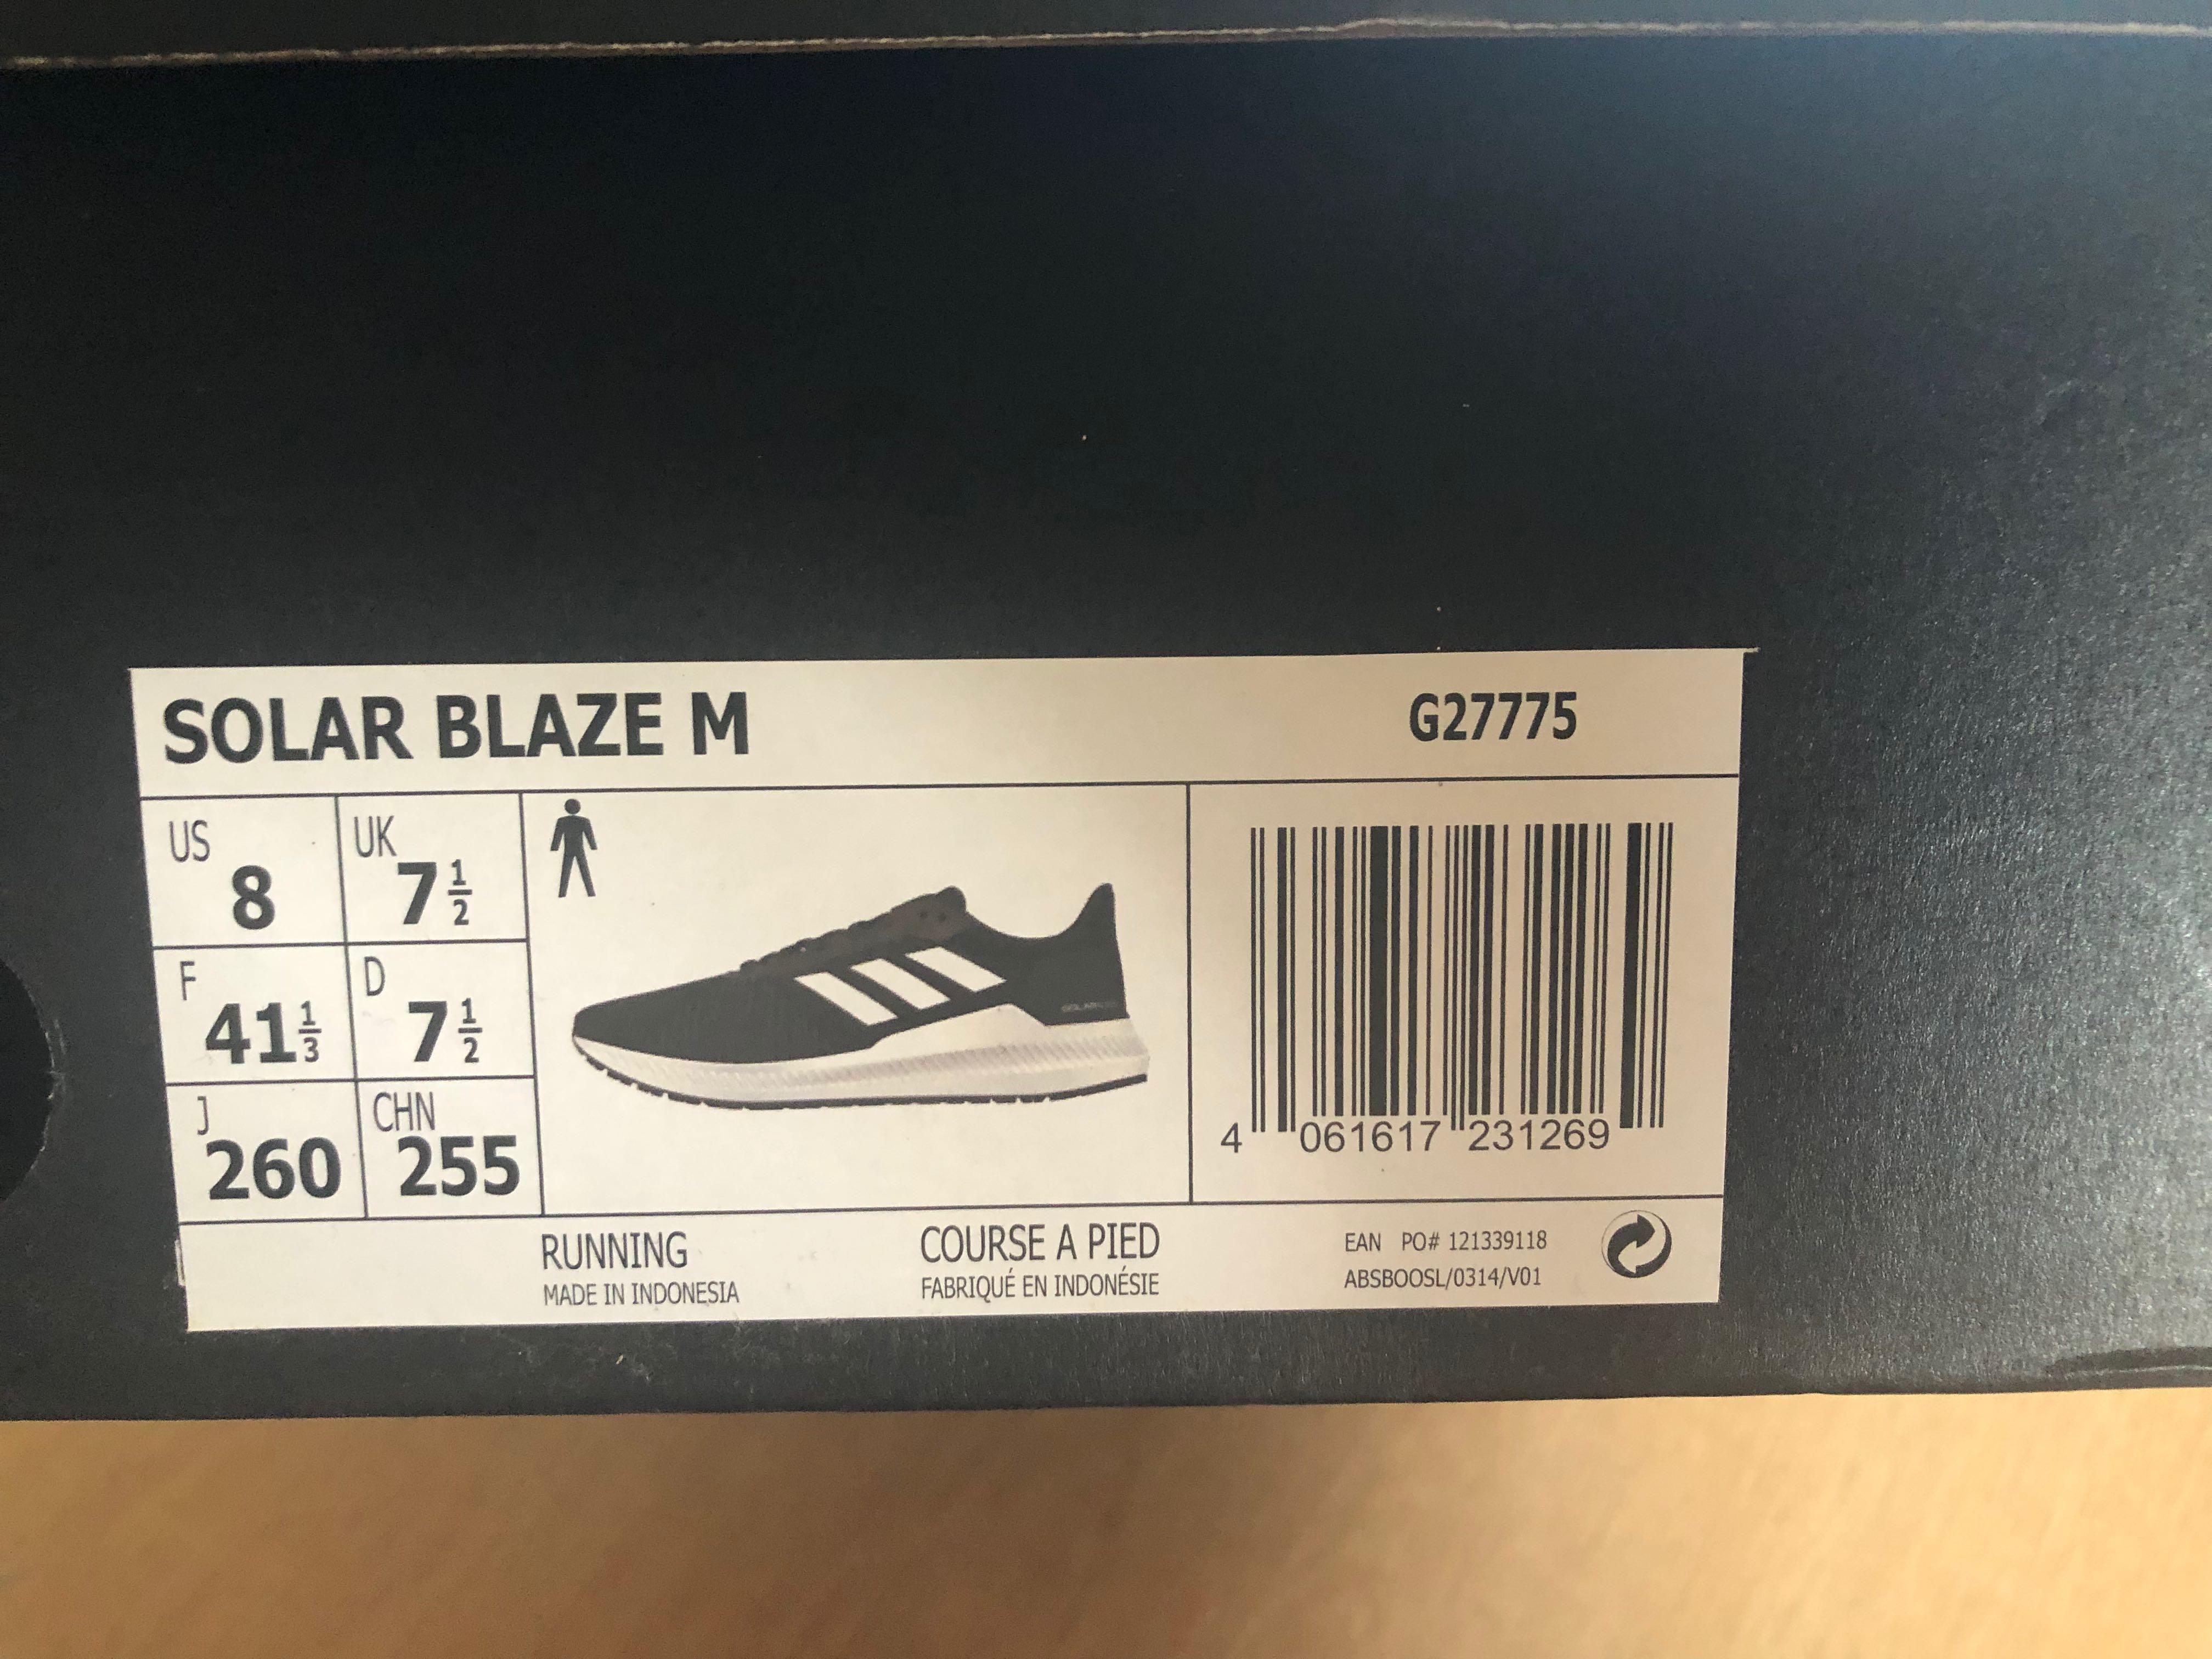 SOLAR BLAZE M G27775
US 8 UK 7 1/2
F 41 1/3 D 7 1/2
J 260 CHN 255
4 061617 231269
RUNNING COURSE A PIED EAN PO# 121339118
MADE IN INDONESIA FABRIQUÉ EN INDONÉSIE ABSBOOSL/0314/V01